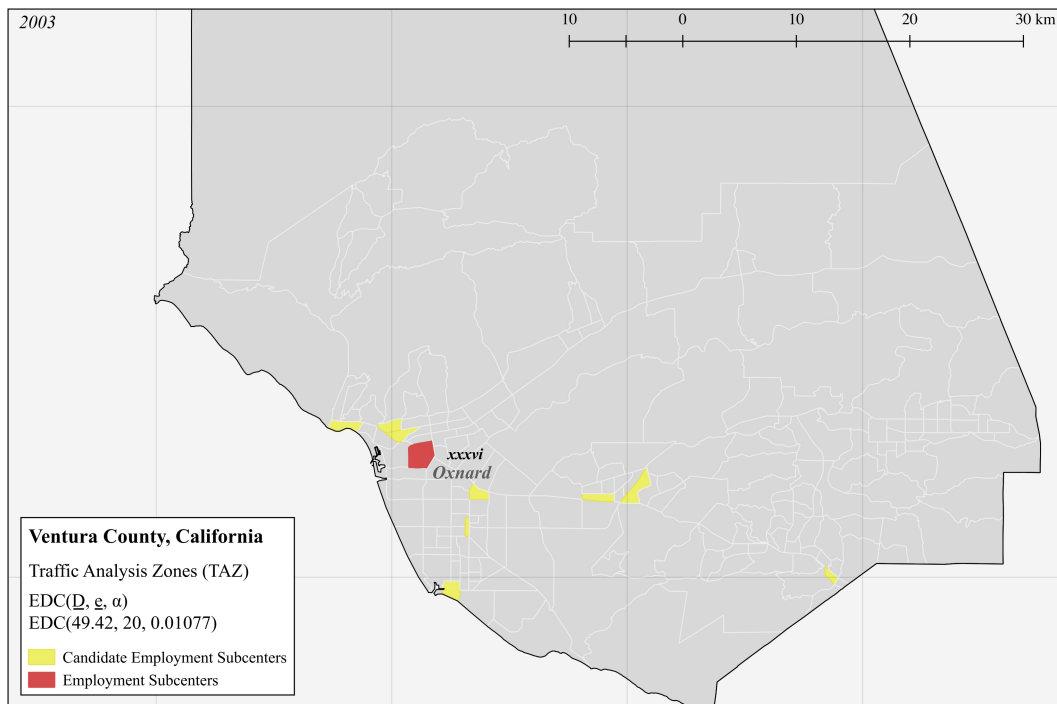 2003
10 0 10 20 30 km
xxxvi
Oxnard
Ventura County, California
Traffic Analysis Zones (TAZ)
EDC(D, e, α)
EDC(49.42, 20, 0.01077)
Candidate Employment Subcenters
Employment Subcenters